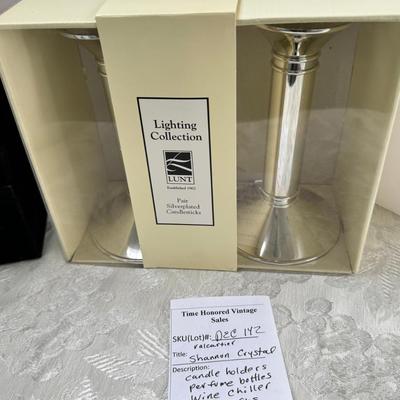 Lighting
Collection
LUNT
Established 1902
Pair
Silverplated
Candlesticks
Time Honored Vintage
Sales
SKU(Lot)#: DEC 142
valcartier
Title: Shannon Crystal
Description:
candle holders
perfume bottles
Wine Chiller